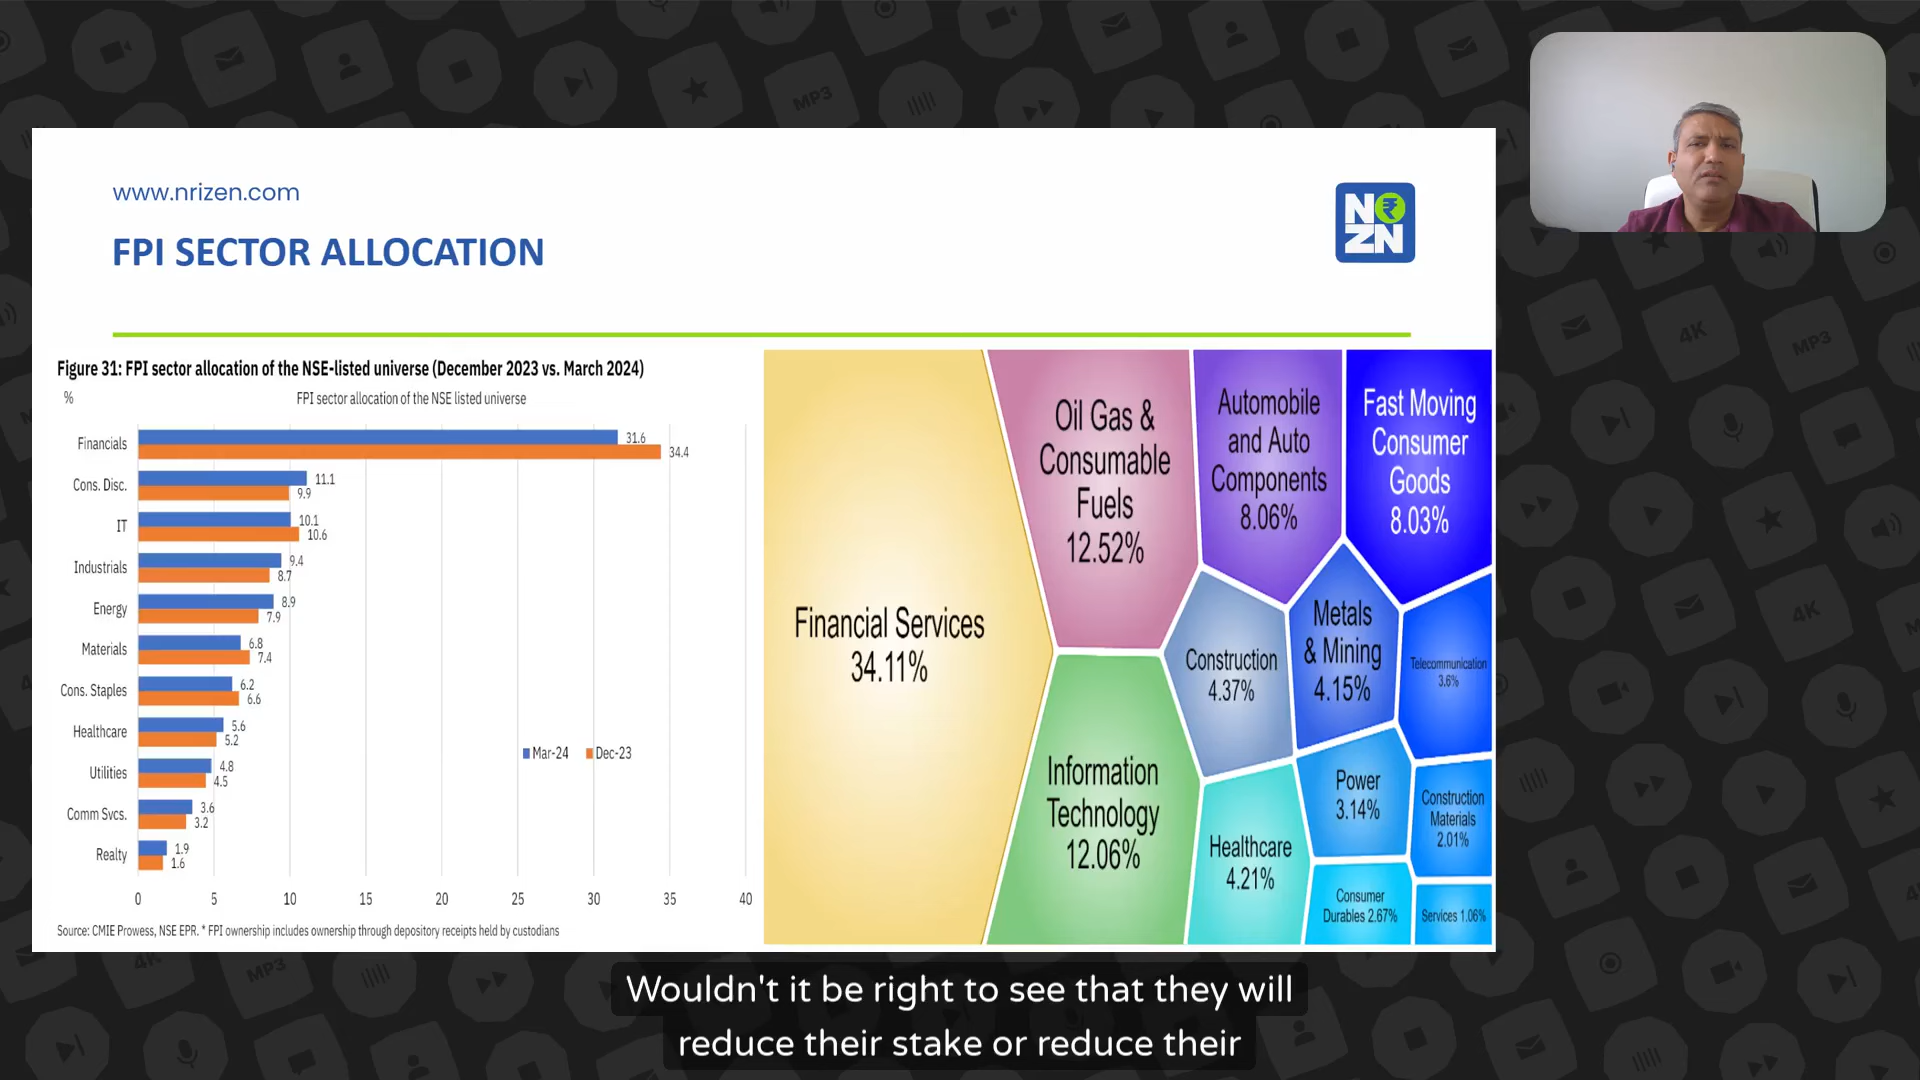 www.nrizen.com
FPI SECTOR ALLOCATION
N₹
ZN
Figure 31: FPI sector allocation of the NSE-listed universe (December 2023 vs. March 2024)
%
FPI sector allocation of the NSE listed universe
Financials 31.6
34.4
Cons. Disc. 11.1
9.9
IT 10.1
10.6
Industrials 9.4
8.7
Energy 8.9
7.9
Materials 6.8
7.4
Cons. Staples 6.2
6.6
Healthcare 5.6
5.2
Utilities 4.8
4.5
Comm Svcs. 3.6
3.2
Realty 1.9
1.6
Mar-24 Dec-23
0 5 10 15 20 25 30 35 40
Source: CMIE Prowess, NSE EPR. * FPI ownership includes ownership through depository receipts held by custodians
Financial Services
34.11%
Oil Gas &
Consumable
Fuels
12.52%
Automobile
and Auto
Components
8.06%
Fast Moving
Consumer
Goods
8.03%
Information
Technology
12.06%
Construction
4.37%
Metals
& Mining
4.15%
Telecommunication
3.6%
Healthcare
4.21%
Power
3.14%
Construction
Materials
2.01%
Consumer
Durables 2.67%
Services 1.06%
Wouldn't it be right to see that they will
reduce their stake or reduce their
MP3
MP3
4K
MP3
4K
4K
MP3